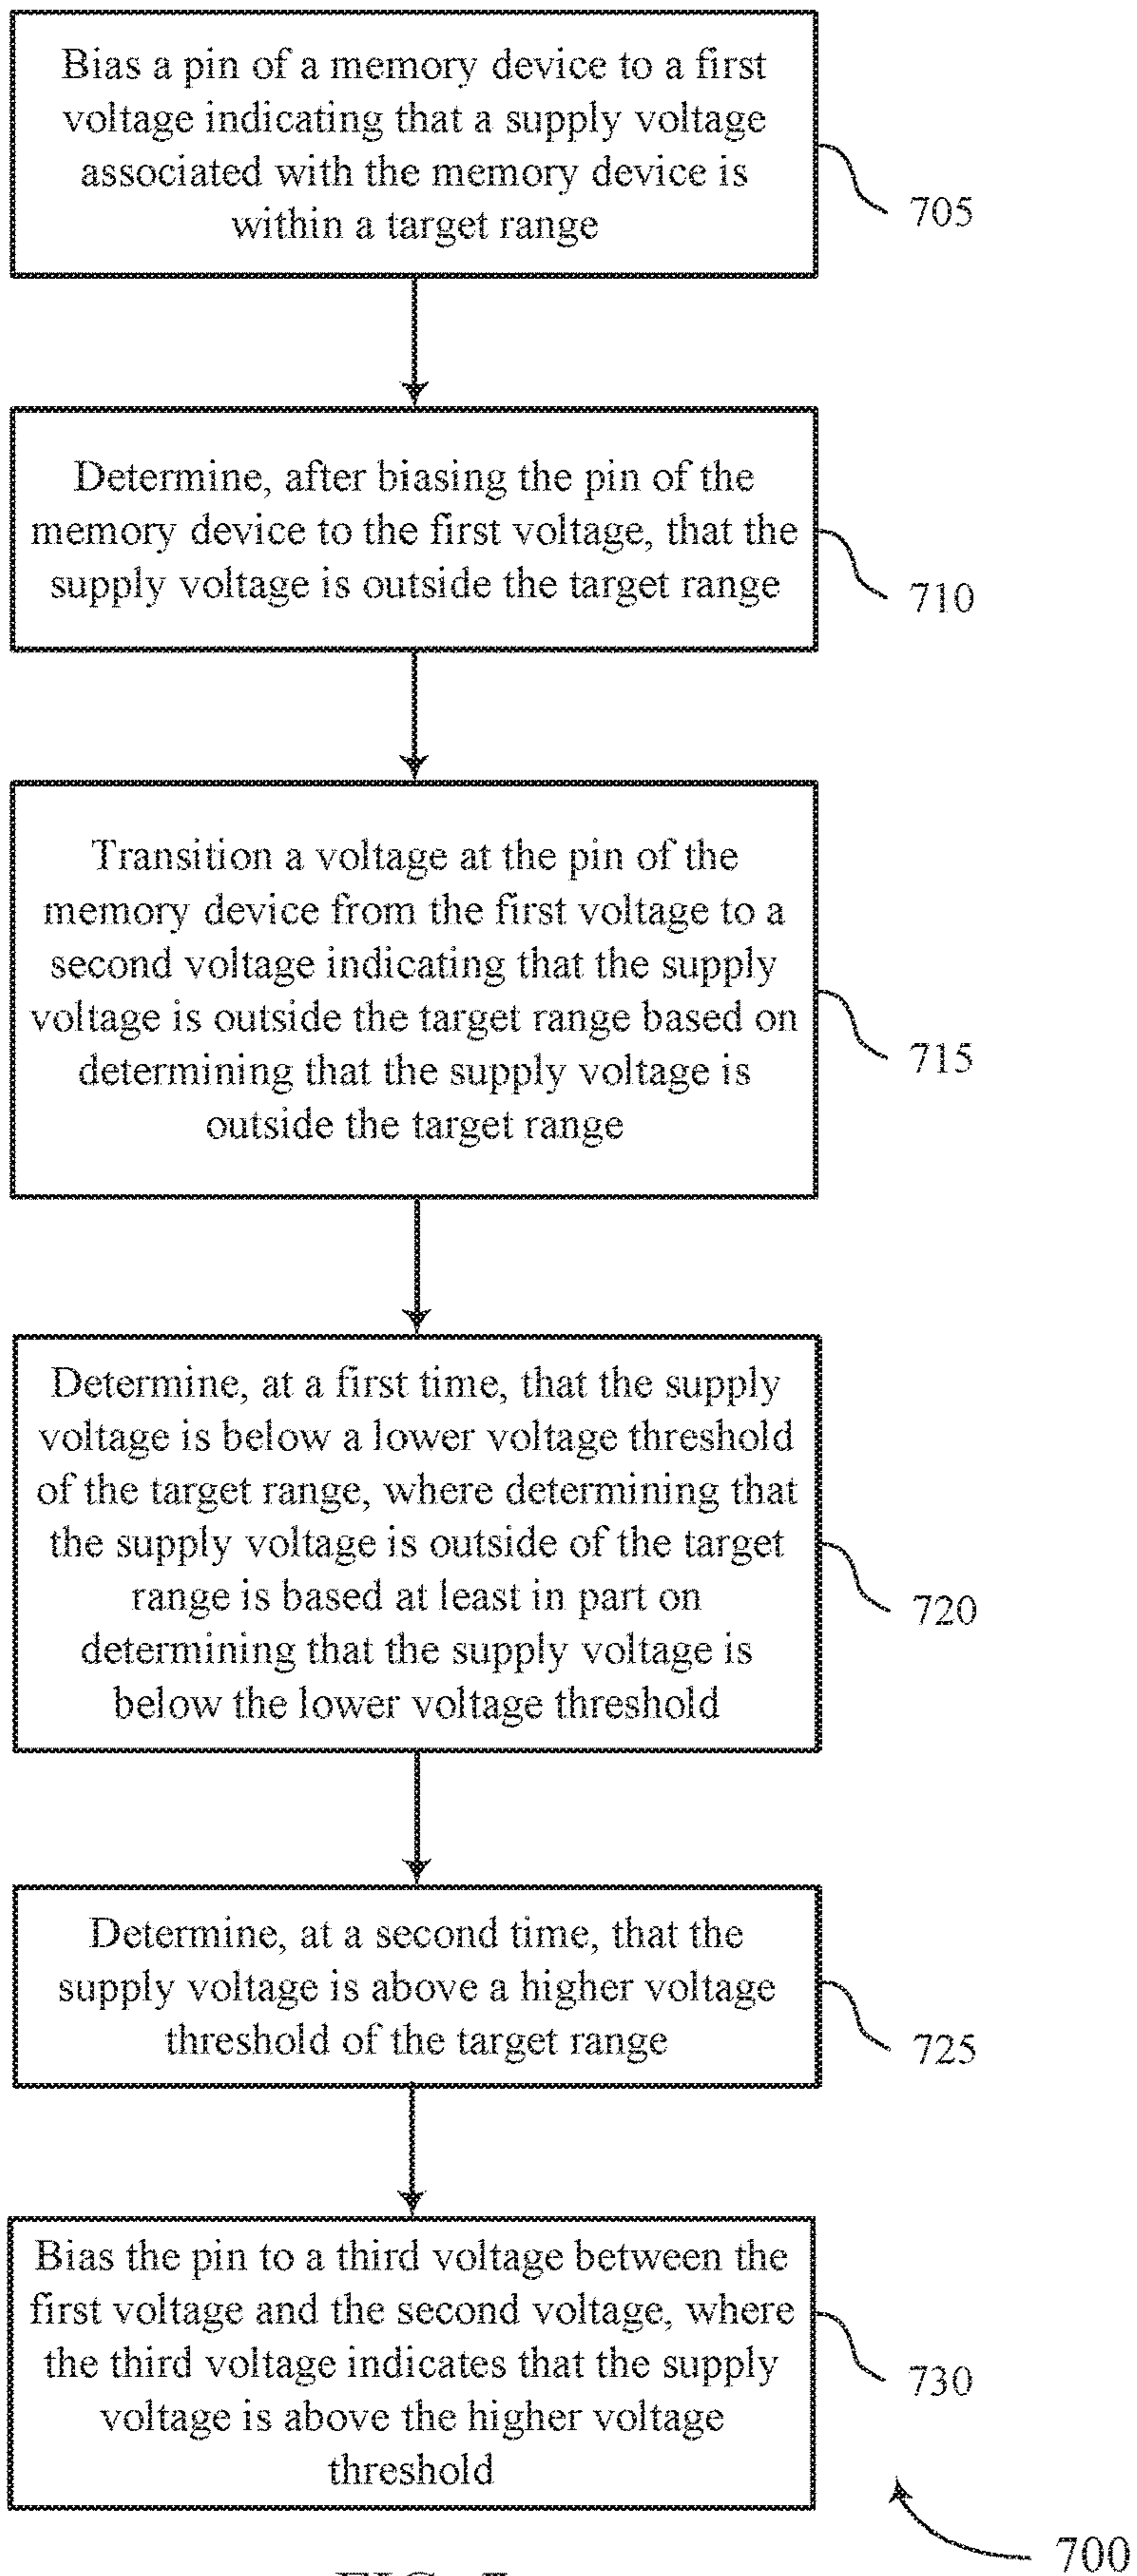 Bias a pin of a memory device to a first
voltage indicating that a supply voltage
associated with the memory device is
within a target range
705
Determine, after biasing the pin of the
memory device to the first voltage, that the
supply voltage is outside the target range
710
Transition a voltage at the pin of the
memory device from the first voltage to a
second voltage indicating that the supply
voltage is outside the target range based on
determining that the supply voltage is
outside the target range
715
Determine, at a first time, that the supply
voltage is below a lower voltage threshold
of the target range, where determining that
the supply voltage is outside of the target
range is based at least in part on
determining that the supply voltage is
below the lower voltage threshold
720
Determine, at a second time, that the
supply voltage is above a higher voltage
threshold of the target range
725
Bias the pin to a third voltage between the
first voltage and the second voltage, where
the third voltage indicates that the supply
voltage is above the higher voltage
threshold
730
700